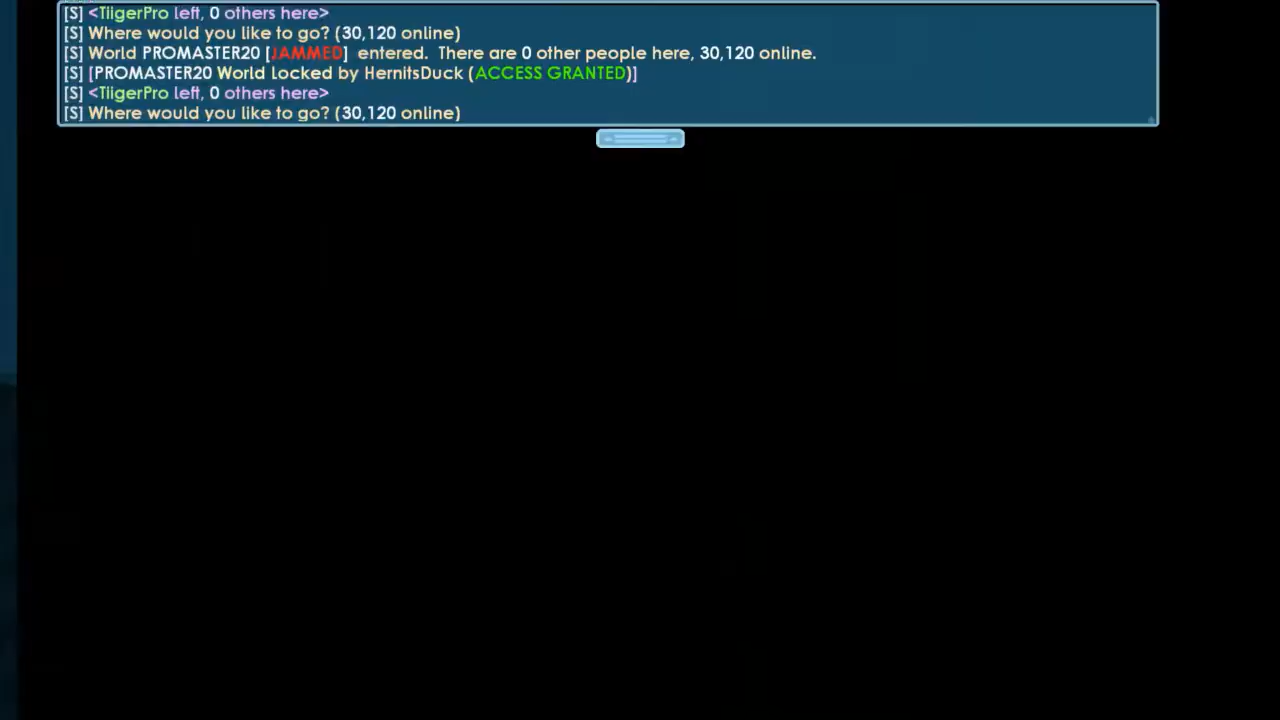 [S] <TiigerPro left, 0 others here>
[S] Where would you like to go? (30,120 online)
[S] World PROMASTER20 [JAMMED]  entered.  There are 0 other people here, 30,120 online.
[S] [PROMASTER20 World Locked by HernitsDuck (ACCESS GRANTED)]
[S] <TiigerPro left, 0 others here>
[S] Where would you like to go? (30,120 online)